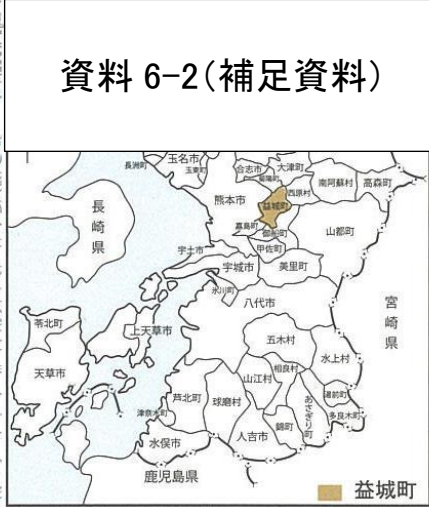 資料 6-2(補足資料)
長洲町
玉名市
玉東町
合志市
菊陽町
大津町
西原村
南阿蘇村
高森町
熊本市
益城町
嘉島町
御船町
山都町
長崎県
宇土市
甲佐町
宇城市
美里町
氷川町
八代市
宮崎県
苓北町
上天草市
五木村
水上村
天草市
相良村
山江村
湯前町
芦北町
球磨村
あさぎり町
多良木町
津奈木町
錦町
水俣市
人吉市
鹿児島県
益城町